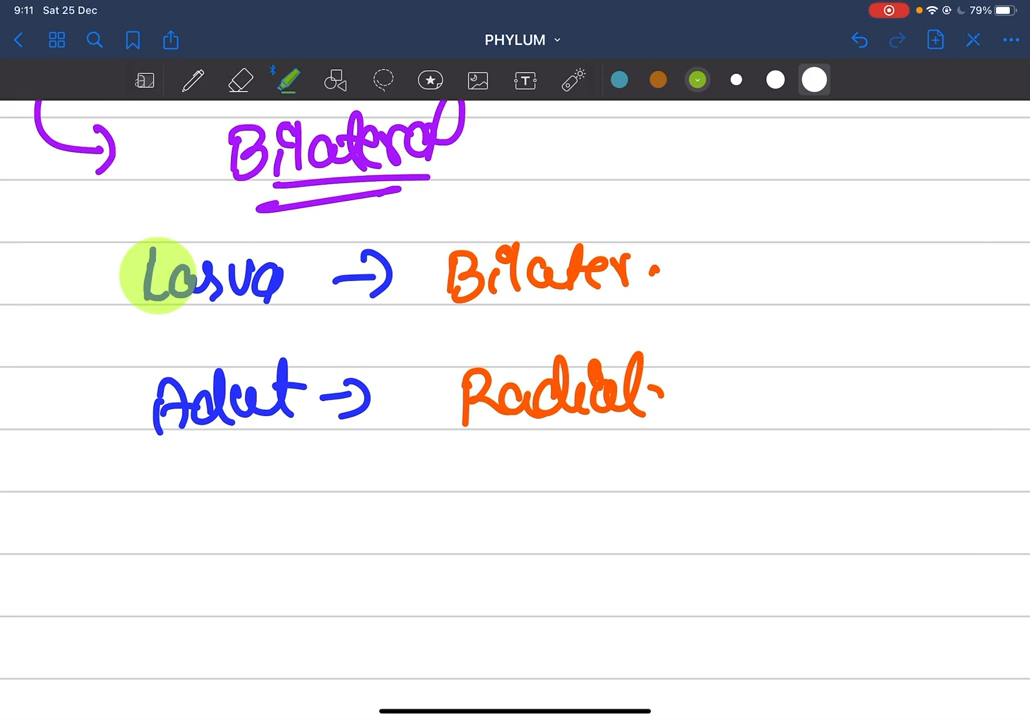 9:11 Sat 25 Dec 79%
PHYLUM
Bilateral
Larva → Bilater.
Adult → Radial.